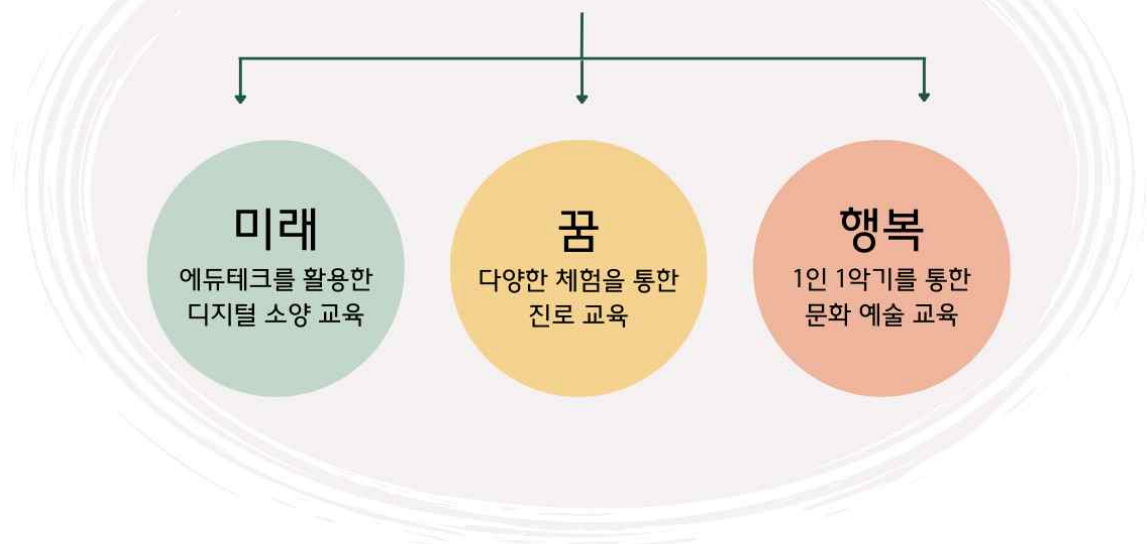 미래
에듀테크를 활용한
디지털 소양 교육
꿈
다양한 체험을 통한
진로 교육
행복
1인 1악기를 통한
문화 예술 교육